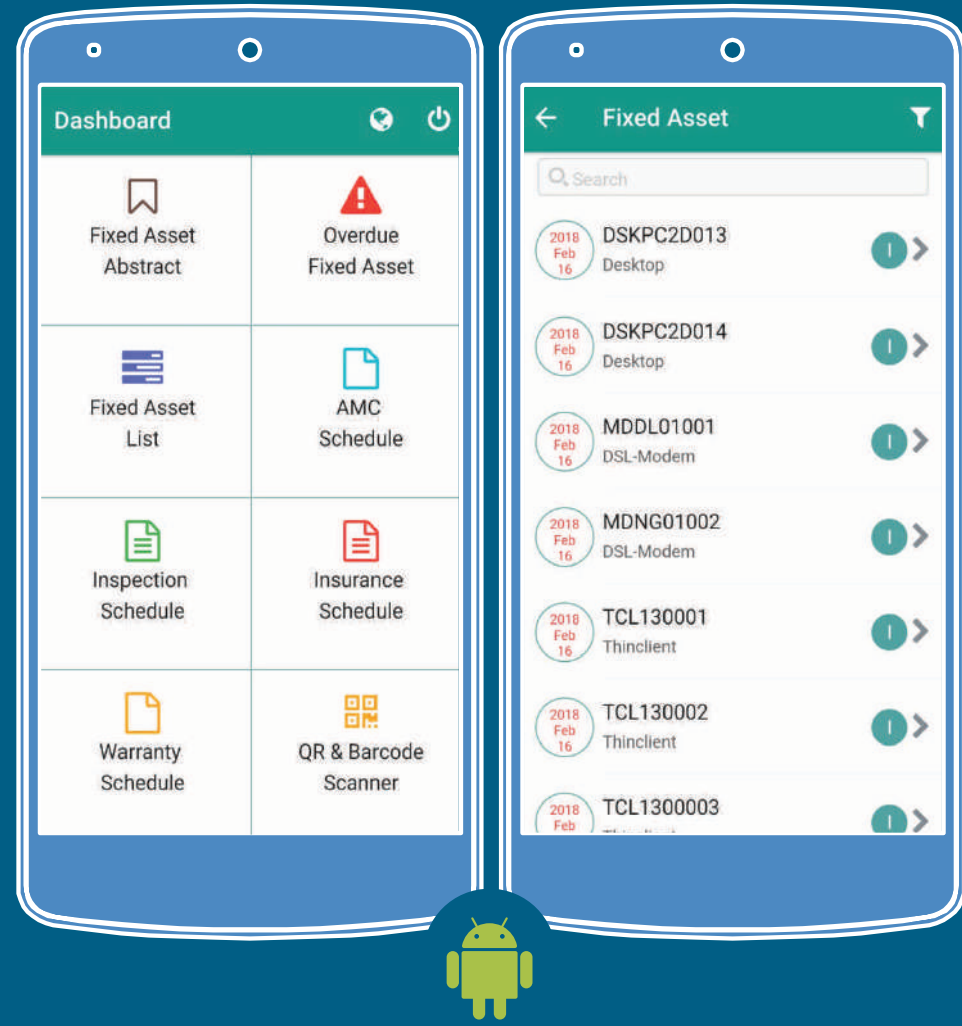 Dashboard
Fixed Asset
Abstract
Overdue
Fixed Asset
Fixed Asset
List
AMC
Schedule
Inspection
Schedule
Insurance
Schedule
Warranty
Schedule
QR & Barcode
Scanner
Fixed Asset
Search
2018
Feb
16
DSKPC2D013
Desktop
I
2018
Feb
16
DSKPC2D014
Desktop
I
2018
Feb
16
MDDL01001
DSL-Modem
I
2018
Feb
16
MDNG01002
DSL-Modem
I
2018
Feb
16
TCL130001
Thinclient
I
2018
Feb
16
TCL130002
Thinclient
I
2018
Feb
TCL1300003
I